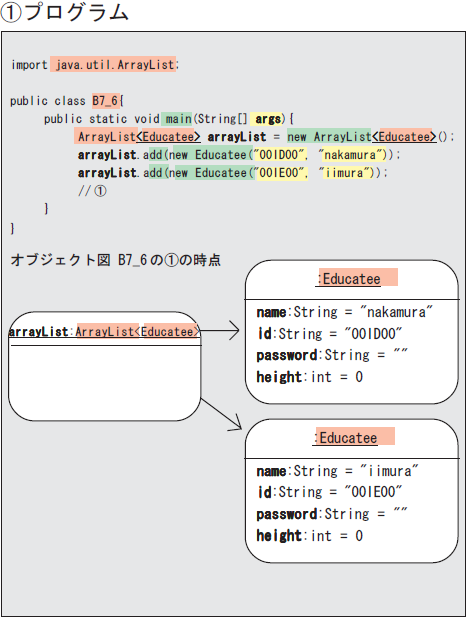 ①プログラム
import java.util.ArrayList;
public class B7_6{
public static void main(String[] args){
ArrayList<Educatee> arrayList = new ArrayList<Educatee>();
arrayList.add(new Educatee("00ID00", "nakamura"));
arrayList.add(new Educatee("00IE00", "iimura"));
//①
}
}
オブジェクト図 B7_6の①の時点
:Educatee
name:String = "nakamura"
id:String = "00ID00"
password:String = ""
height:int = 0
arrayList:ArrayList<Educatee>
:Educatee
name:String = "iimura"
id:String = "00IE00"
password:String = ""
height:int = 0